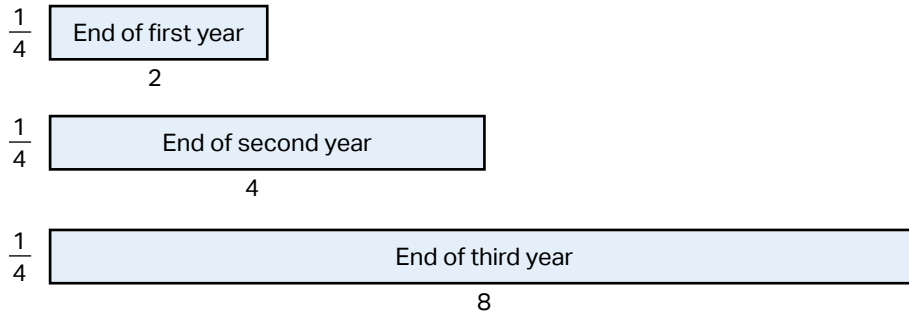 1/4 End of first year
2
1/4 End of second year
4
1/4 End of third year
8